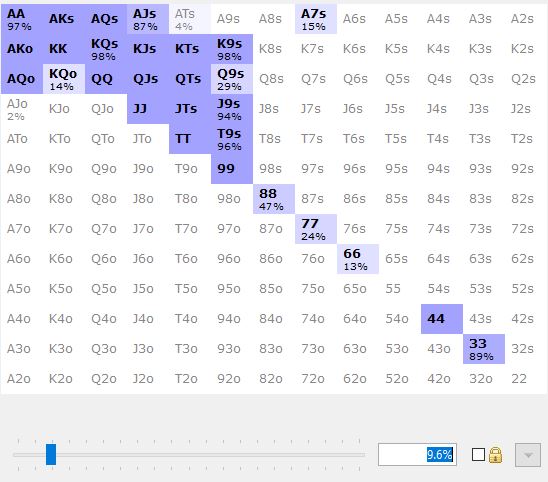 AA AKs AQs AJs ATs A9s A8s A7s A6s A5s A4s A3s A2s
97% 87% 4% 15%
AKo KK KQs KJs KTs K9s K8s K7s K6s K5s K4s K3s K2s
98% 98%
AQo KQo QQ QJs QTs Q9s Q8s Q7s Q6s Q5s Q4s Q3s Q2s
14% 29%
AJo KJo QJo JJ JTs J9s J8s J7s J6s J5s J4s J3s J2s
2% 94%
ATo KTo QTo JTo TT T9s T8s T7s T6s T5s T4s T3s T2s
96%
A9o K9o Q9o J9o T9o 99 98s 97s 96s 95s 94s 93s 92s
A8o K8o Q8o J8o T8o 98o 88 87s 86s 85s 84s 83s 82s
47%
A7o K7o Q7o J7o T7o 97o 87o 77 76s 75s 74s 73s 72s
24%
A6o K6o Q6o J6o T6o 96o 86o 76o 66 65s 64s 63s 62s
13%
A5o K5o Q5o J5o T5o 95o 85o 75o 65o 55 54s 53s 52s
A4o K4o Q4o J4o T4o 94o 84o 74o 64o 54o 44 43s 42s
A3o K3o Q3o J3o T3o 93o 83o 73o 63o 53o 43o 33 32s
89%
A2o K2o Q2o J2o T2o 92o 82o 72o 62o 52o 42o 32o 22
9.6%